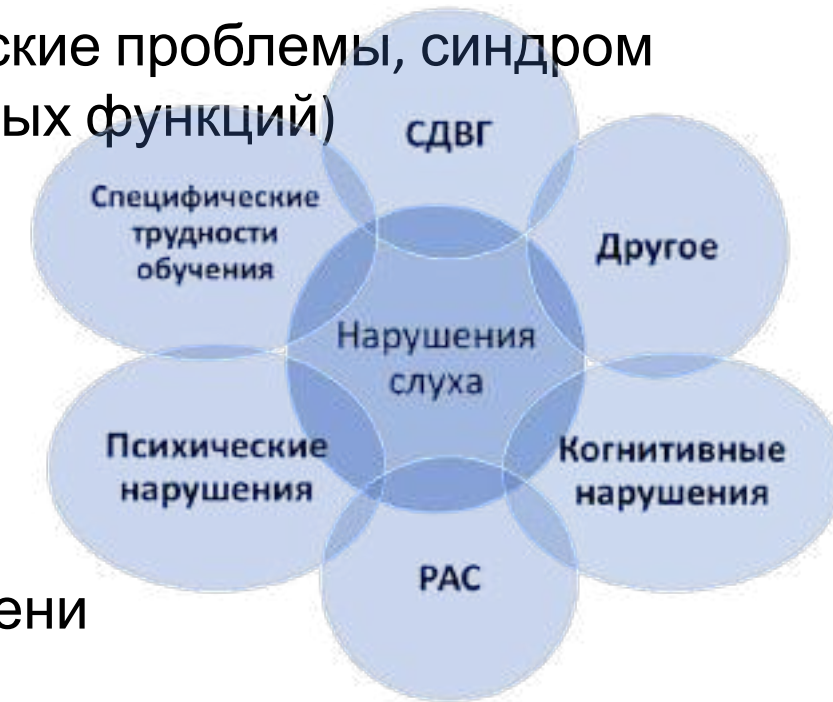 ские проблемы, синдром
ых функций)
СДВГ
Специфические
трудности
обучения
Другое
Нарушения
слуха
Психические
нарушения
Когнитивные
нарушения
РАС
ени